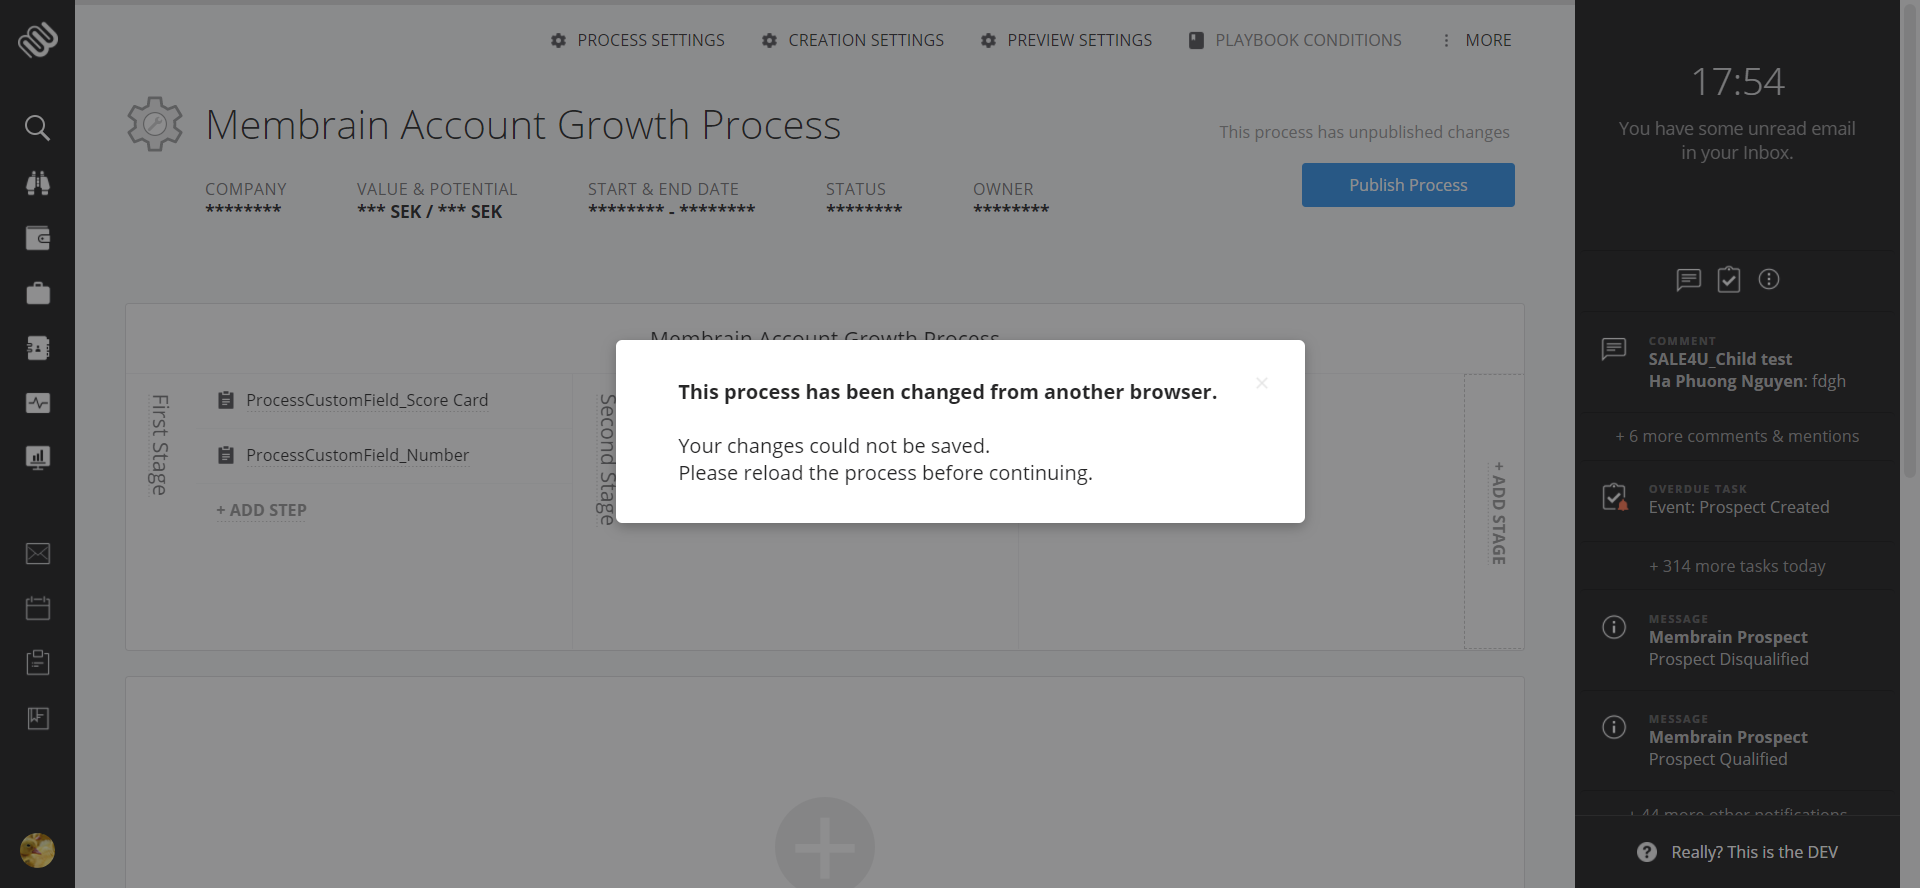 PROCESS SETTINGS
CREATION SETTINGS
PREVIEW SETTINGS
PLAYBOOK CONDITIONS
MORE
Membrain Account Growth Process
This process has unpublished changes
Publish Process
COMPANY
********
VALUE & POTENTIAL
*** SEK / *** SEK
START & END DATE
******** - ********
STATUS
********
OWNER
********
Membrain Account Growth Process
First Stage
ProcessCustomField_Score Card
ProcessCustomField_Number
+ ADD STEP
Second Stage
+ ADD STAGE
This process has been changed from another browser.
Your changes could not be saved.
Please reload the process before continuing.
17:54
You have some unread email
in your Inbox.
COMMENT
SALE4U_Child test
Ha Phuong Nguyen: fdgh
+ 6 more comments & mentions
OVERDUE TASK
Event: Prospect Created
+ 314 more tasks today
MESSAGE
Membrain Prospect
Prospect Disqualified
MESSAGE
Membrain Prospect
Prospect Qualified
+ 44 more other notifications
Really? This is the DEV